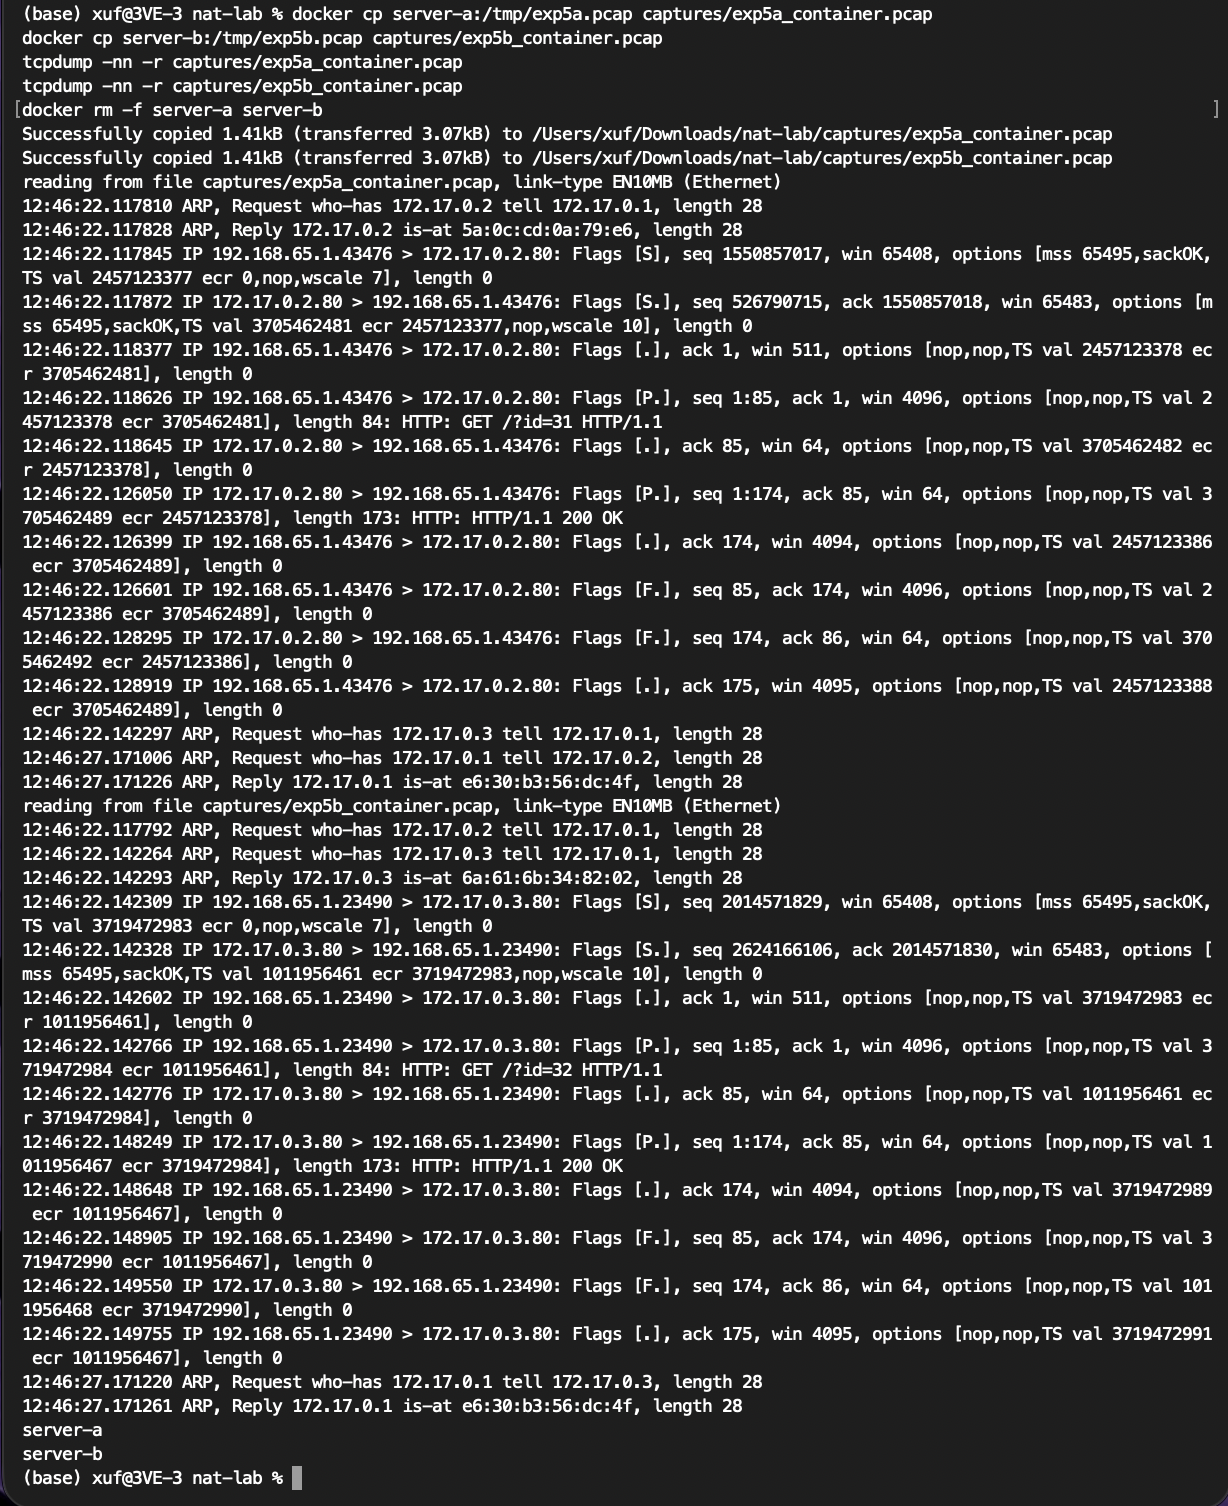 (base) xuf@3VE-3 nat-lab % docker cp server-a:/tmp/exp5a.pcap captures/exp5a_container.pcap
docker cp server-b:/tmp/exp5b.pcap captures/exp5b_container.pcap
tcpdump -nn -r captures/exp5a_container.pcap
tcpdump -nn -r captures/exp5b_container.pcap
[docker rm -f server-a server-b ]
Successfully copied 1.41kB (transferred 3.07kB) to /Users/xuf/Downloads/nat-lab/captures/exp5a_container.pcap
Successfully copied 1.41kB (transferred 3.07kB) to /Users/xuf/Downloads/nat-lab/captures/exp5b_container.pcap
reading from file captures/exp5a_container.pcap, link-type EN10MB (Ethernet)
12:46:22.117810 ARP, Request who-has 172.17.0.2 tell 172.17.0.1, length 28
12:46:22.117828 ARP, Reply 172.17.0.2 is-at 5a:0c:cd:0a:79:e6, length 28
12:46:22.117845 IP 192.168.65.1.43476 > 172.17.0.2.80: Flags [S], seq 1550857017, win 65408, options [mss 65495,sackOK,
TS val 2457123377 ecr 0,nop,wscale 7], length 0
12:46:22.117872 IP 172.17.0.2.80 > 192.168.65.1.43476: Flags [S.], seq 526790715, ack 1550857018, win 65483, options [m
ss 65495,sackOK,TS val 3705462481 ecr 2457123377,nop,wscale 10], length 0
12:46:22.118377 IP 192.168.65.1.43476 > 172.17.0.2.80: Flags [.], ack 1, win 511, options [nop,nop,TS val 2457123378 ec
r 3705462481], length 0
12:46:22.118626 IP 192.168.65.1.43476 > 172.17.0.2.80: Flags [P.], seq 1:85, ack 1, win 4096, options [nop,nop,TS val 2
457123378 ecr 3705462481], length 84: HTTP: GET /?id=31 HTTP/1.1
12:46:22.118645 IP 172.17.0.2.80 > 192.168.65.1.43476: Flags [.], ack 85, win 64, options [nop,nop,TS val 3705462482 ec
r 2457123378], length 0
12:46:22.126050 IP 172.17.0.2.80 > 192.168.65.1.43476: Flags [P.], seq 1:174, ack 85, win 64, options [nop,nop,TS val 3
705462489 ecr 2457123378], length 173: HTTP: HTTP/1.1 200 OK
12:46:22.126399 IP 192.168.65.1.43476 > 172.17.0.2.80: Flags [.], ack 174, win 4094, options [nop,nop,TS val 2457123386
 ecr 3705462489], length 0
12:46:22.126601 IP 192.168.65.1.43476 > 172.17.0.2.80: Flags [F.], seq 85, ack 174, win 4096, options [nop,nop,TS val 2
457123386 ecr 3705462489], length 0
12:46:22.128295 IP 172.17.0.2.80 > 192.168.65.1.43476: Flags [F.], seq 174, ack 86, win 64, options [nop,nop,TS val 370
5462492 ecr 2457123386], length 0
12:46:22.128919 IP 192.168.65.1.43476 > 172.17.0.2.80: Flags [.], ack 175, win 4095, options [nop,nop,TS val 2457123388
 ecr 3705462489], length 0
12:46:22.142297 ARP, Request who-has 172.17.0.3 tell 172.17.0.1, length 28
12:46:27.171006 ARP, Request who-has 172.17.0.1 tell 172.17.0.2, length 28
12:46:27.171226 ARP, Reply 172.17.0.1 is-at e6:30:b3:56:dc:4f, length 28
reading from file captures/exp5b_container.pcap, link-type EN10MB (Ethernet)
12:46:22.117792 ARP, Request who-has 172.17.0.2 tell 172.17.0.1, length 28
12:46:22.142264 ARP, Request who-has 172.17.0.3 tell 172.17.0.1, length 28
12:46:22.142293 ARP, Reply 172.17.0.3 is-at 6a:61:6b:34:82:02, length 28
12:46:22.142309 IP 192.168.65.1.23490 > 172.17.0.3.80: Flags [S], seq 2014571829, win 65408, options [mss 65495,sackOK,
TS val 3719472983 ecr 0,nop,wscale 7], length 0
12:46:22.142328 IP 172.17.0.3.80 > 192.168.65.1.23490: Flags [S.], seq 2624166106, ack 2014571830, win 65483, options [
mss 65495,sackOK,TS val 1011956461 ecr 3719472983,nop,wscale 10], length 0
12:46:22.142602 IP 192.168.65.1.23490 > 172.17.0.3.80: Flags [.], ack 1, win 511, options [nop,nop,TS val 3719472983 ec
r 1011956461], length 0
12:46:22.142766 IP 192.168.65.1.23490 > 172.17.0.3.80: Flags [P.], seq 1:85, ack 1, win 4096, options [nop,nop,TS val 3
719472984 ecr 1011956461], length 84: HTTP: GET /?id=32 HTTP/1.1
12:46:22.142776 IP 172.17.0.3.80 > 192.168.65.1.23490: Flags [.], ack 85, win 64, options [nop,nop,TS val 1011956461 ec
r 3719472984], length 0
12:46:22.148249 IP 172.17.0.3.80 > 192.168.65.1.23490: Flags [P.], seq 1:174, ack 85, win 64, options [nop,nop,TS val 1
011956467 ecr 3719472984], length 173: HTTP: HTTP/1.1 200 OK
12:46:22.148648 IP 192.168.65.1.23490 > 172.17.0.3.80: Flags [.], ack 174, win 4094, options [nop,nop,TS val 3719472989
 ecr 1011956467], length 0
12:46:22.148905 IP 192.168.65.1.23490 > 172.17.0.3.80: Flags [F.], seq 85, ack 174, win 4096, options [nop,nop,TS val 3
719472990 ecr 1011956467], length 0
12:46:22.149550 IP 172.17.0.3.80 > 192.168.65.1.23490: Flags [F.], seq 174, ack 86, win 64, options [nop,nop,TS val 101
1956468 ecr 3719472990], length 0
12:46:22.149755 IP 192.168.65.1.23490 > 172.17.0.3.80: Flags [.], ack 175, win 4095, options [nop,nop,TS val 3719472991
 ecr 1011956467], length 0
12:46:27.171220 ARP, Request who-has 172.17.0.1 tell 172.17.0.3, length 28
12:46:27.171261 ARP, Reply 172.17.0.1 is-at e6:30:b3:56:dc:4f, length 28
server-a
server-b
(base) xuf@3VE-3 nat-lab %